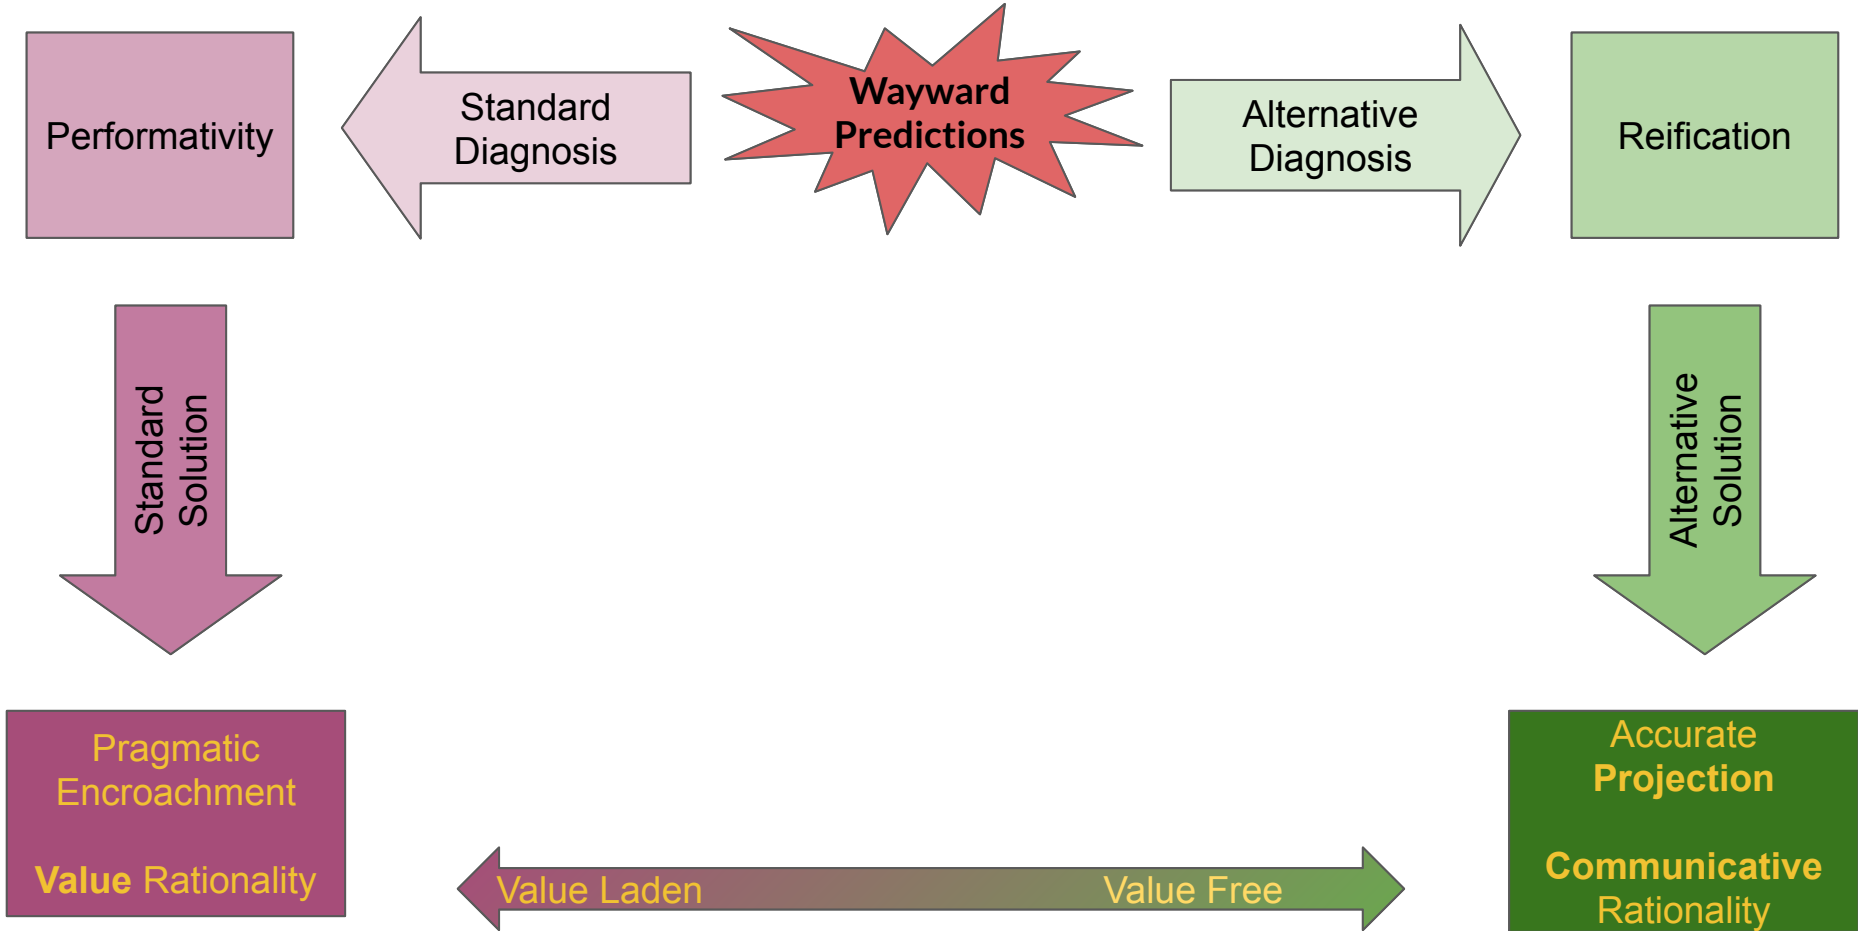 Performativity
Standard
Diagnosis
Wayward
Predictions
Alternative
Diagnosis
Reification
Standard
Solution
Alternative
Solution
Pragmatic
Encroachment
Value Rationality
Value Laden
Value Free
Accurate
Projection
Communicative
Rationality